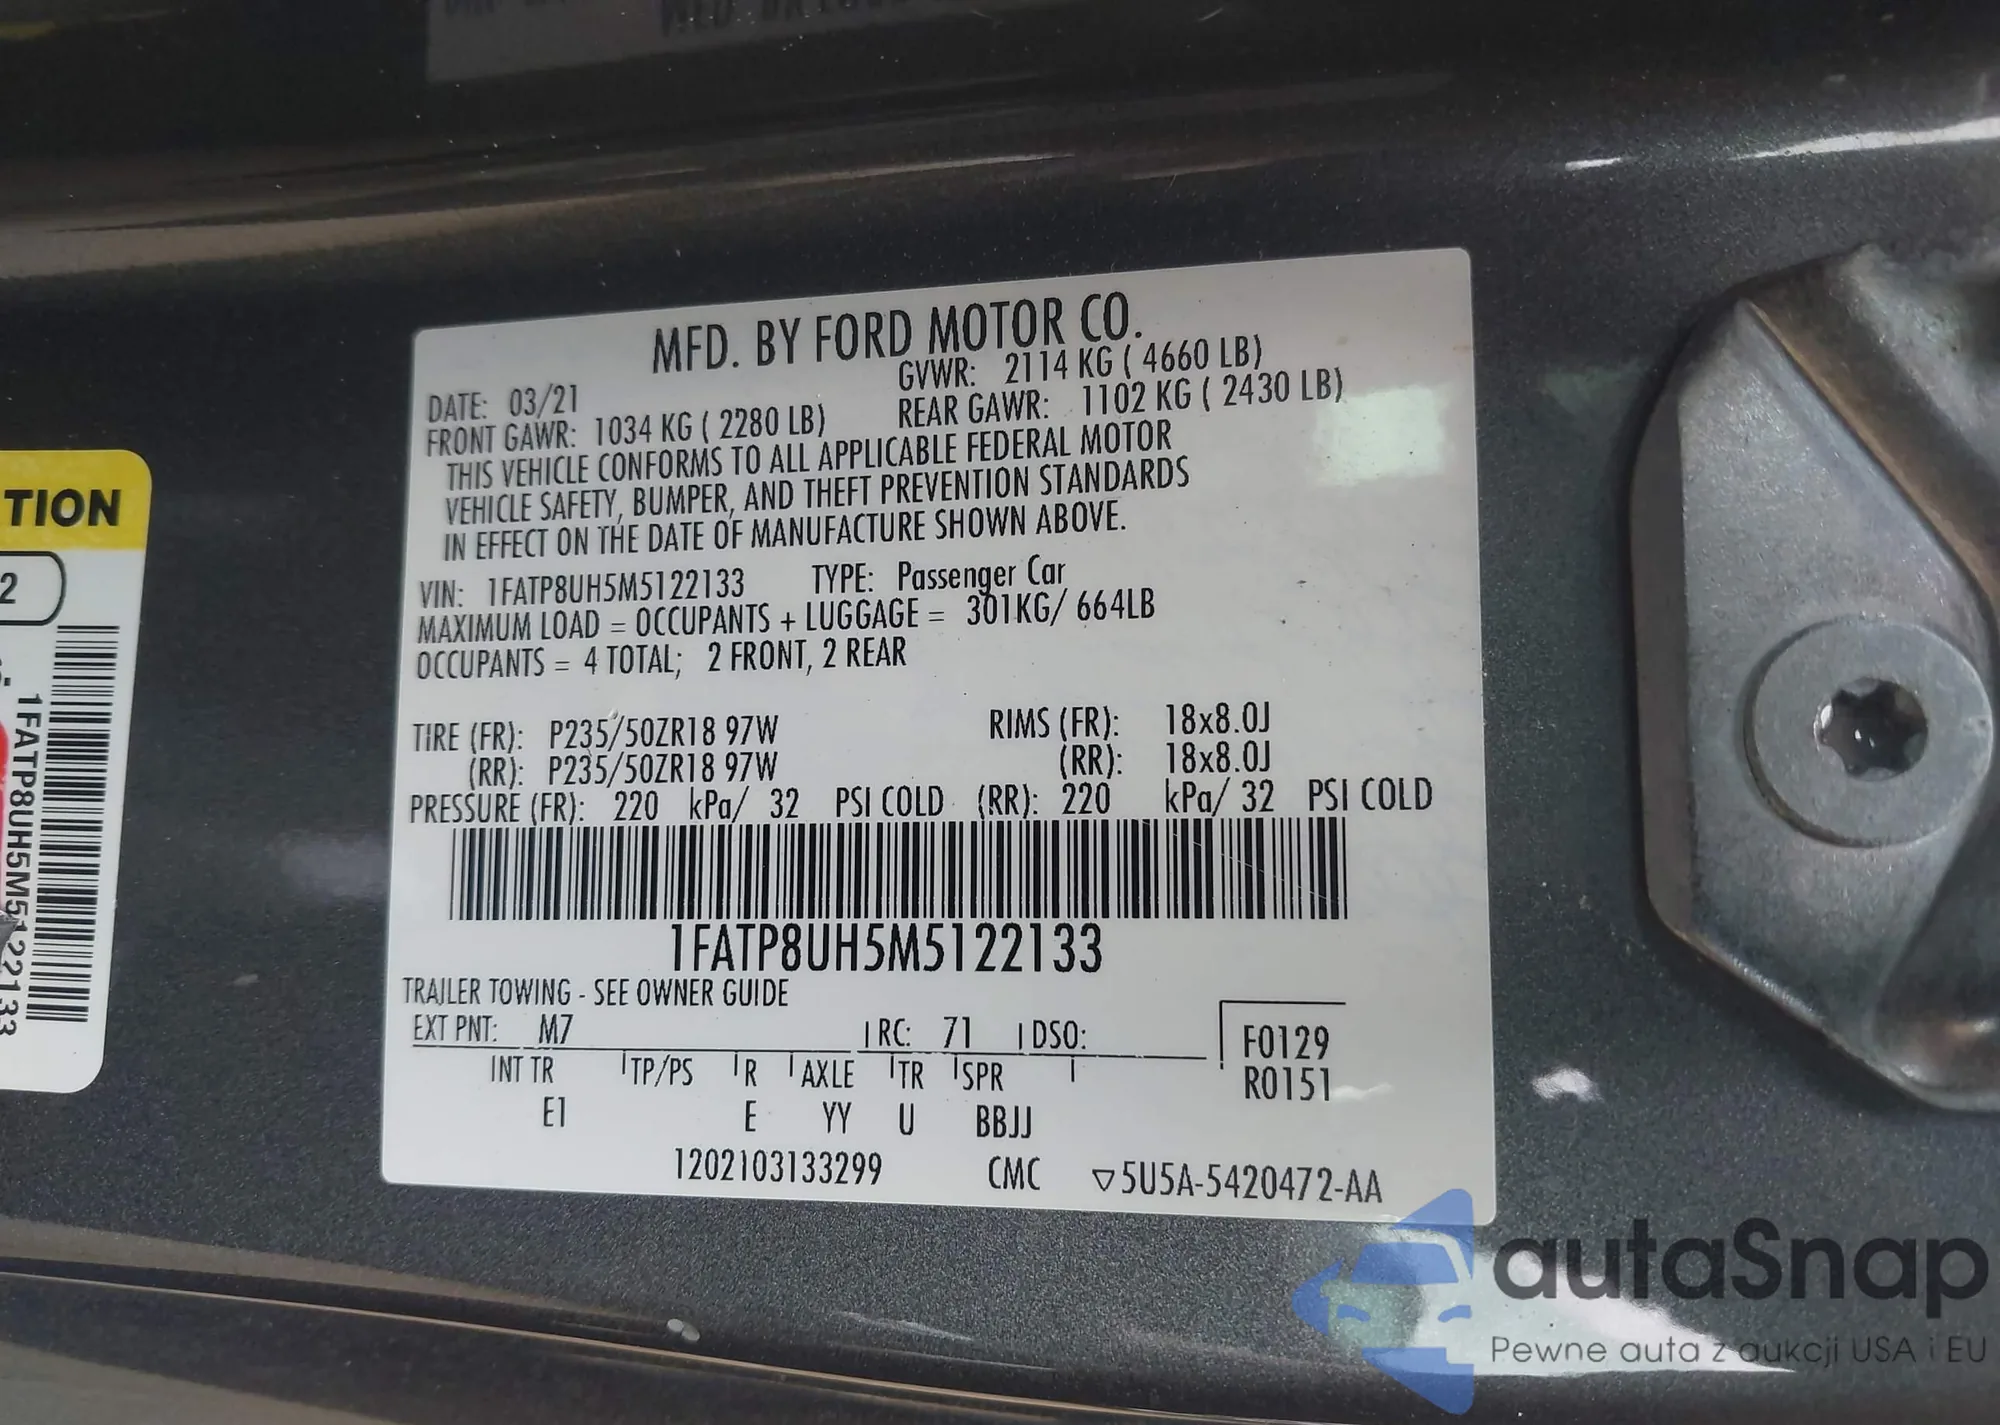 MFD. BY FORD MOTOR CO.
DATE: 03/21 GVWR: 2114 KG ( 4660 LB)
FRONT GAWR: 1034 KG ( 2280 LB) REAR GAWR: 1102 KG ( 2430 LB)
THIS VEHICLE CONFORMS TO ALL APPLICABLE FEDERAL MOTOR
VEHICLE SAFETY, BUMPER, AND THEFT PREVENTION STANDARDS
IN EFFECT ON THE DATE OF MANUFACTURE SHOWN ABOVE.
VIN: 1FATP8UH5M5122133 TYPE: Passenger Car
MAXIMUM LOAD = OCCUPANTS + LUGGAGE = 301KG/ 664LB
OCCUPANTS = 4 TOTAL; 2 FRONT, 2 REAR
TIRE (FR): P235/50ZR18 97W RIMS (FR): 18x8.0J
(RR): P235/50ZR18 97W (RR): 18x8.0J
PRESSURE (FR): 220 kPa/ 32 PSI COLD (RR): 220 kPa/ 32 PSI COLD
1FATP8UH5M5122133
TRAILER TOWING - SEE OWNER GUIDE
EXT PNT: M7 RC: 71 DSO:
F0129
R0151
INT TR TP/PS R AXLE TR SPR
E1 E YY U BBJJ
1202103133299 CMC ▽5U5A-5420472-AA
TION
2
1FATP8UH5M5122133
autaSnap
Pewne auta z aukcji USA i EU